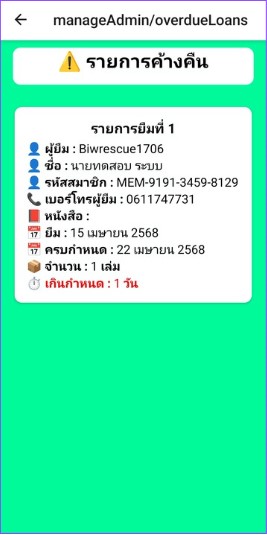 manageAdmin/overdueLoans
⚠️ รายการค้างคืน
รายการยืมที่ 1
👤 ผู้ยืม : Biwrescue1706
👤 ชื่อ : นายทดสอบ ระบบ
👤 รหัสสมาชิก : MEM-9191-3459-8129
📞 เบอร์โทรผู้ยืม : 0611747731
📕 หนังสือ :
📅 ยืม : 15 เมษายน 2568
📅 ครบกำหนด : 22 เมษายน 2568
📦 จำนวน : 1 เล่ม
⏱️ เกินกำหนด : 1 วัน